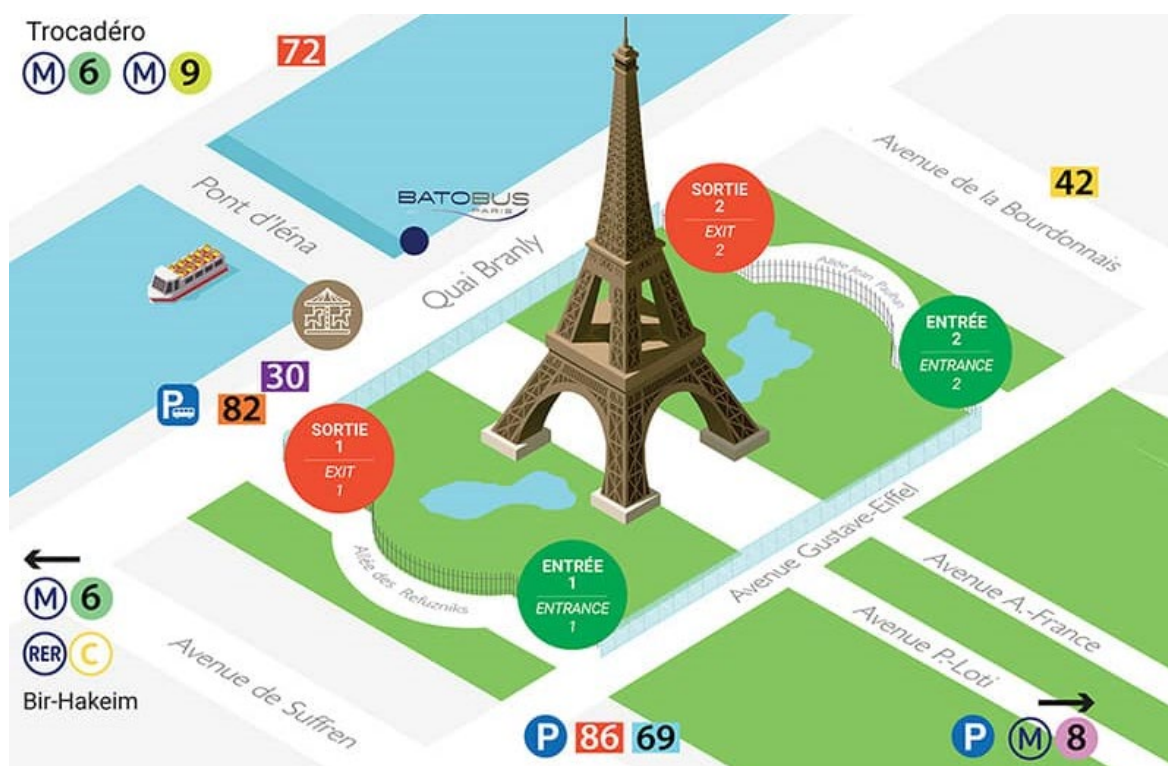 Trocadéro
M 6 M 9
72
Pont d'Iéna
BATOBUS
PARIS
Quai Branly
SORTIE
2
EXIT
2
Avenue de la Bourdonnais
42
Allée Jean Paulhan
ENTRÉE
2
ENTRANCE
2
30
P
82
SORTIE
1
EXIT
1
M 6
RER C
Bir-Hakeim
Allée des Refuzniks
ENTRÉE
1
ENTRANCE
1
Avenue Gustave-Eiffel
Avenue A.-France
Avenue P.-Loti
Avenue de Suffren
P 86 69
P M 8